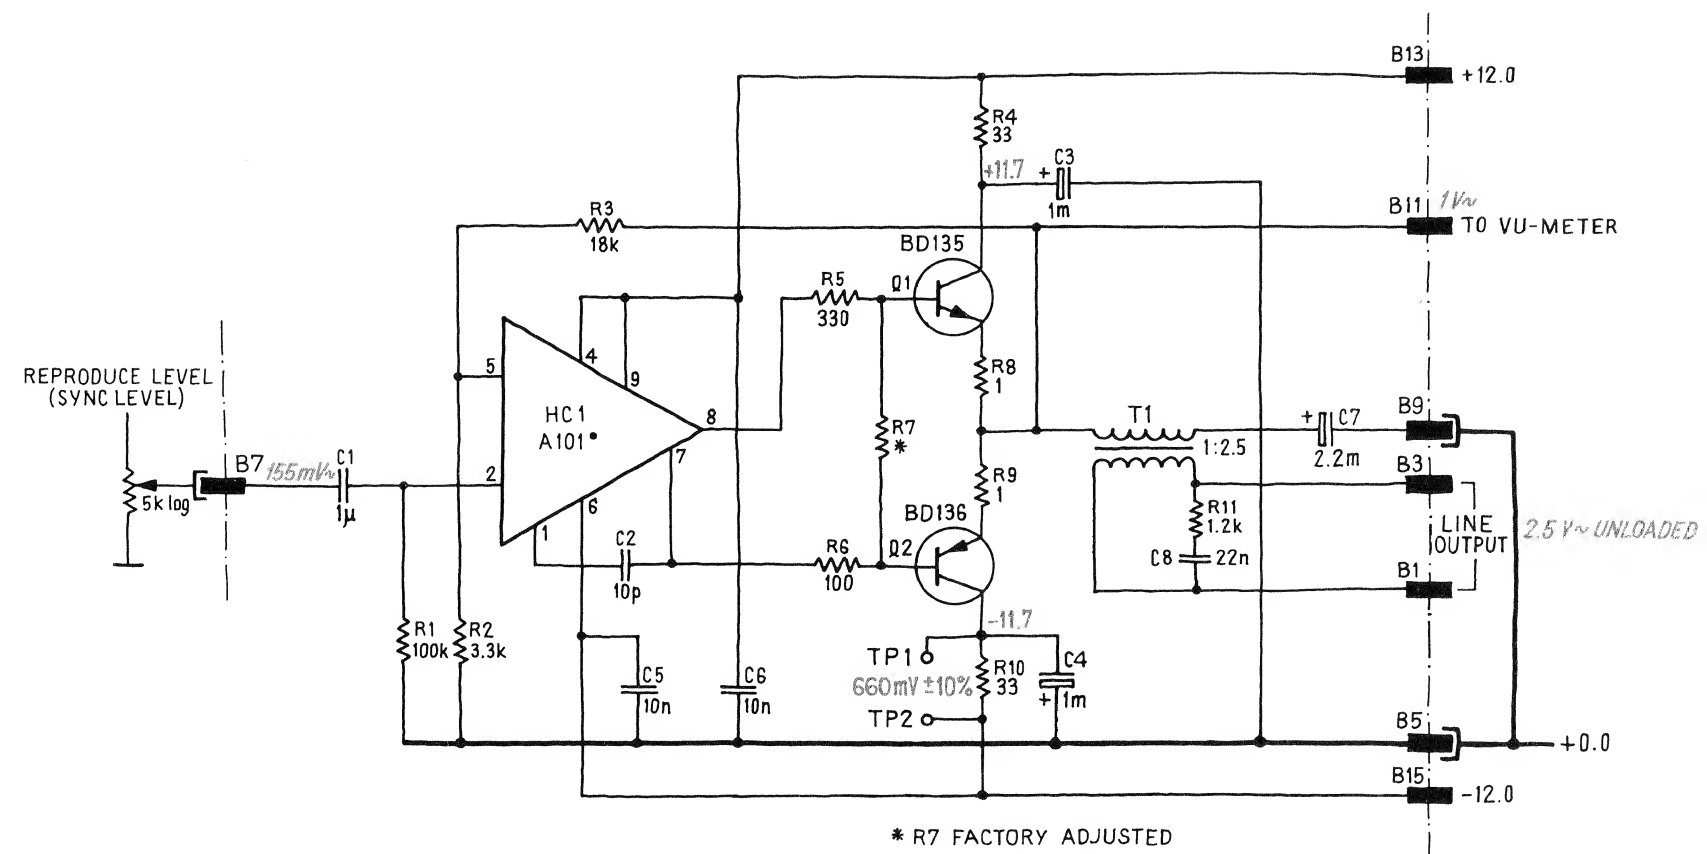 B13
+12.0
R4
33
+11.7
+
C3
1m
B11
1V~
TO VU-METER
R3
18k
BD135
Q1
R5
330
4
9
5
HC1
A101
8
R8
1
REPRODUCE LEVEL
(SYNC LEVEL)
5k log
B7
155mV~
C1
1µ
2
7
6
1
R7
*
T1
1:2.5
+
C7
2.2m
B9
B3
R9
1
R11
1.2k
C8
22n
LINE
OUTPUT
2.5 V~ UNLOADED
BD136
Q2
C2
10p
R6
100
B1
-11.7
R1
100k
R2
3.3k
C5
10n
C6
10n
TP1
660mV ±10%
TP2
R10
33
C4
+
1m
B5
+0.0
B15
-12.0
* R7 FACTORY ADJUSTED